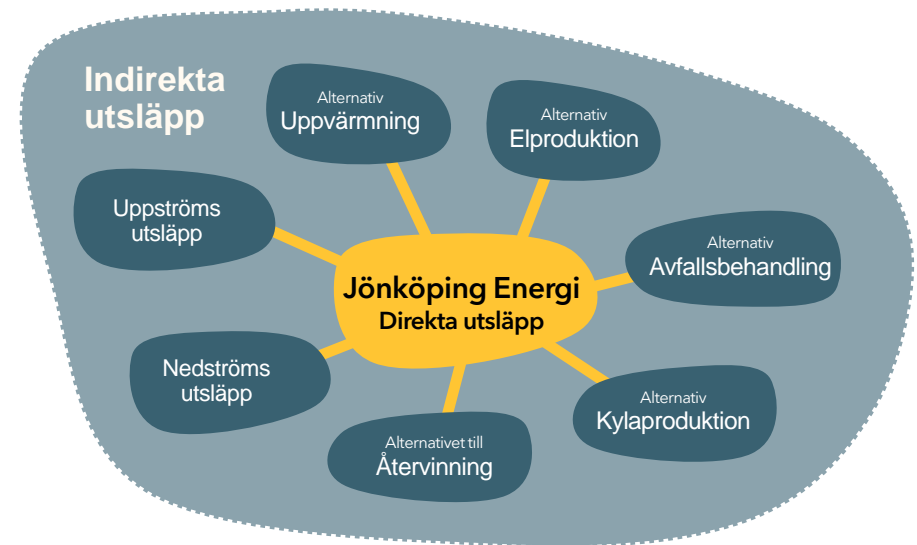 Indirekta
utsläpp
Alternativ
Uppvärmning
Alternativ
Elproduktion
Uppströms
utsläpp
Alternativ
Avfallsbehandling
Jönköping Energi
Direkta utsläpp
Nedströms
utsläpp
Alternativ
Kylaproduktion
Alternativet till
Återvinning